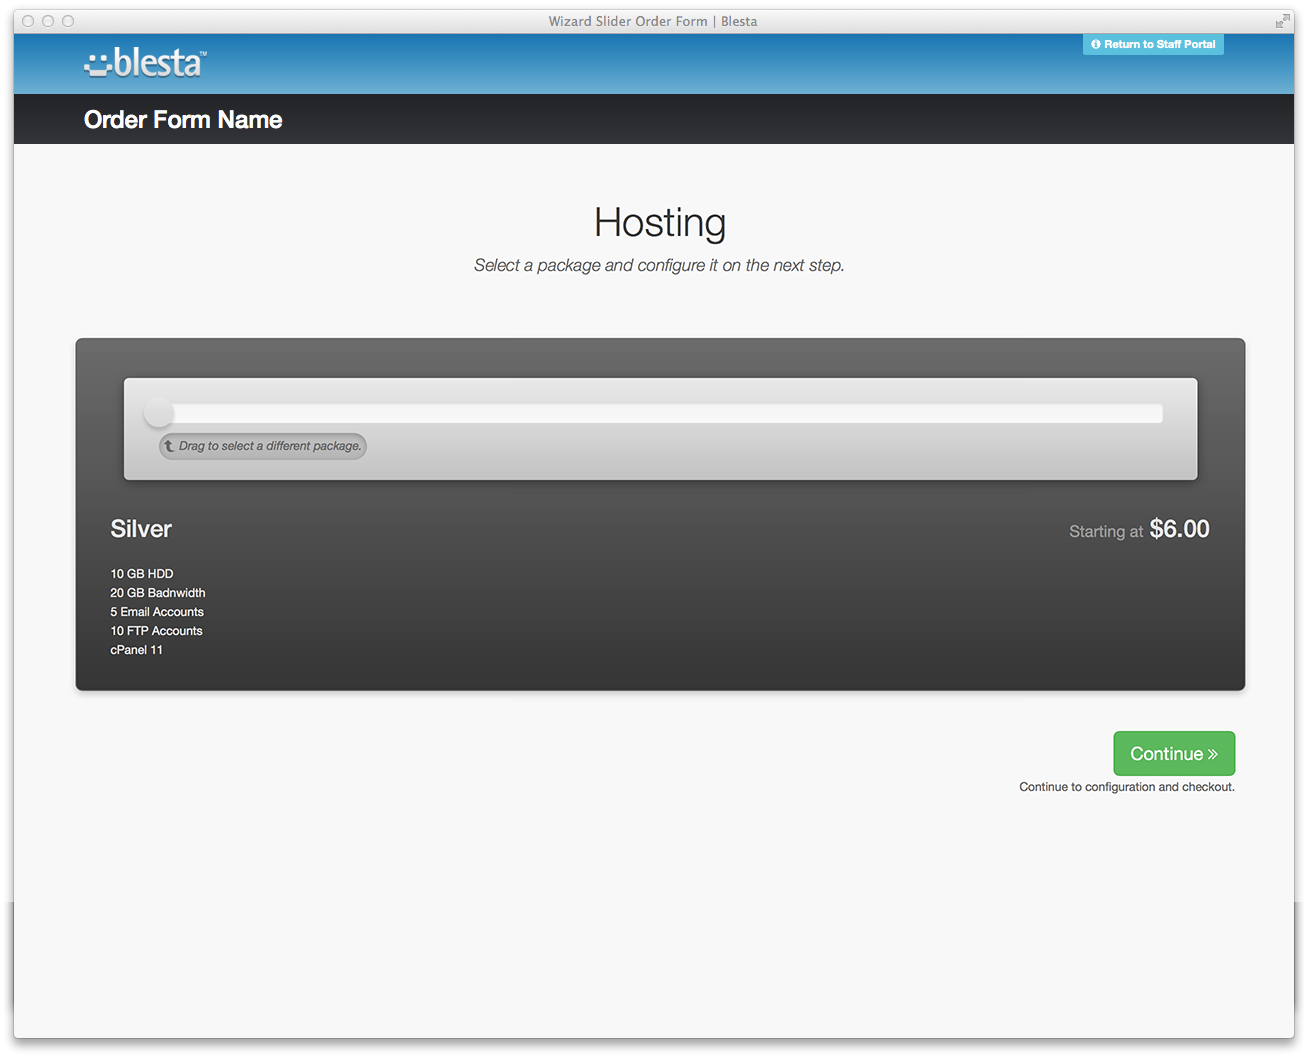 Wizard Slider Order Form | Blesta
blesta™
Return to Staff Portal
Order Form Name
Hosting
Select a package and configure it on the next step.
Drag to select a different package.
Silver
Starting at $6.00
10 GB HDD
20 GB Badnwidth
5 Email Accounts
10 FTP Accounts
cPanel 11
Continue »
Continue to configuration and checkout.